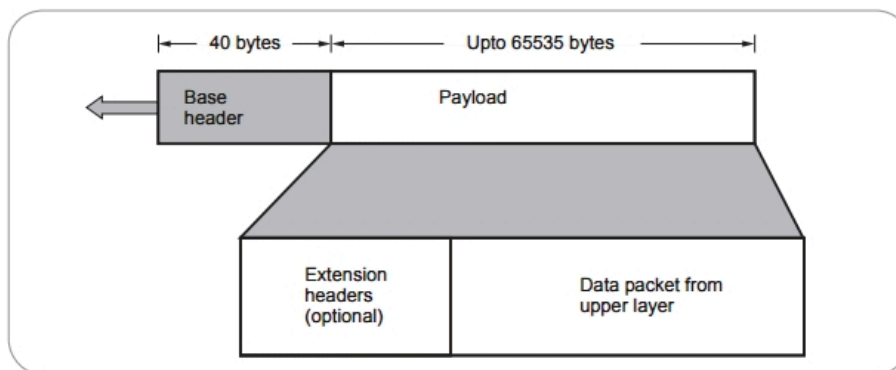 40 bytes
Upto 65535 bytes
Base
header
Payload
Extension
headers
(optional)
Data packet from
upper layer